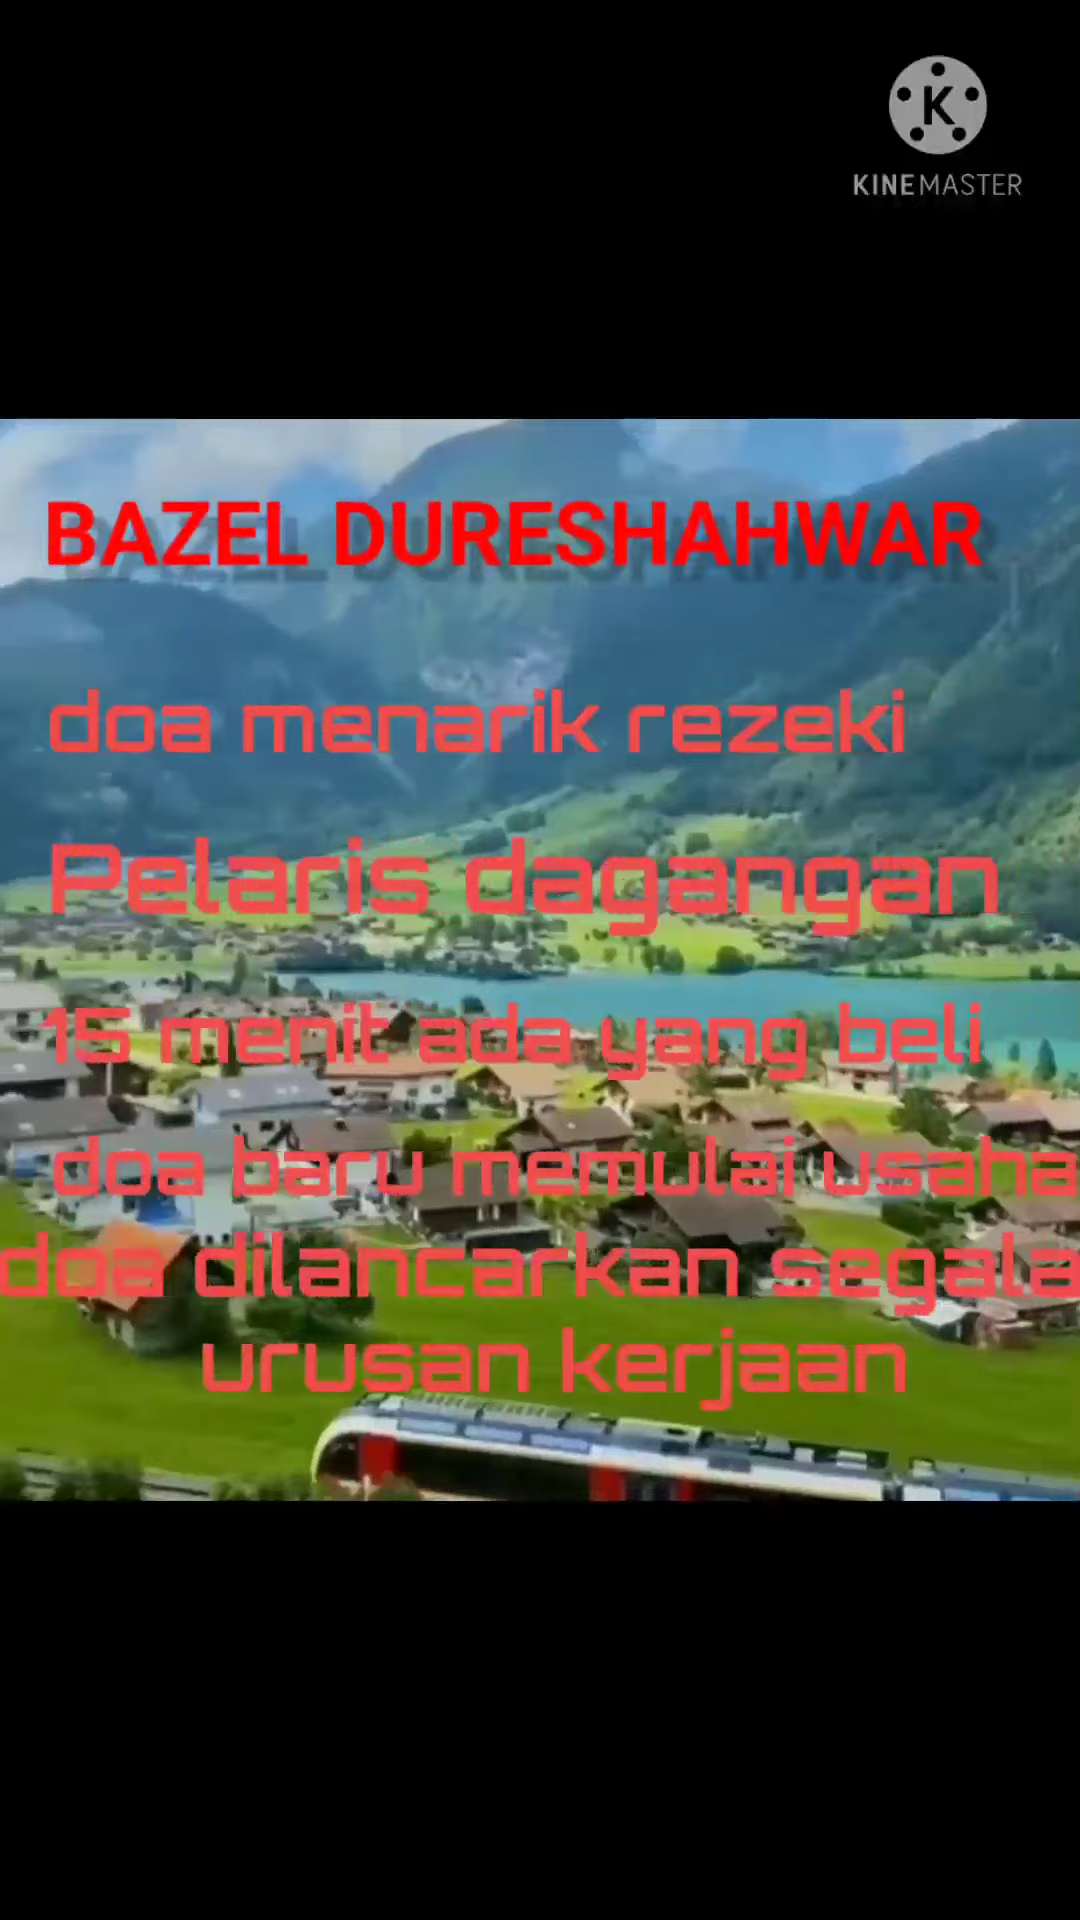 KINEMASTER
BAZEL DURESHAHWAR
doa menarik rezeki
Pelaris dagangan
15 menit ada yang beli
doa baru memulai usaha
doa dilancarkan segala
urusan kerjaan